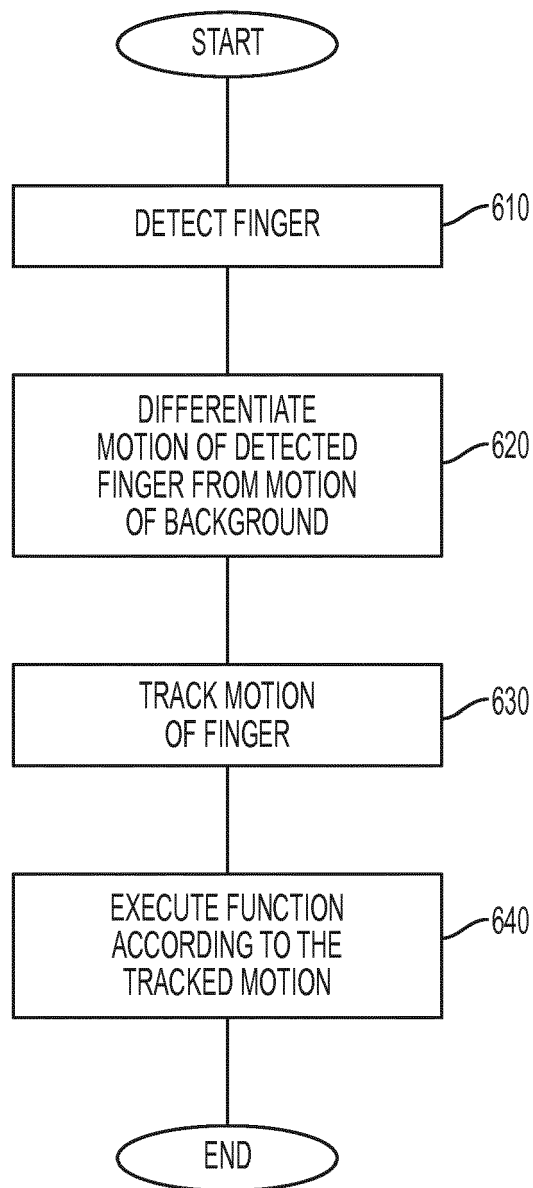 START
DETECT FINGER
610
DIFFERENTIATE
MOTION OF DETECTED
FINGER FROM MOTION
OF BACKGROUND
620
TRACK MOTION
OF FINGER
630
EXECUTE FUNCTION
ACCORDING TO THE
TRACKED MOTION
640
END